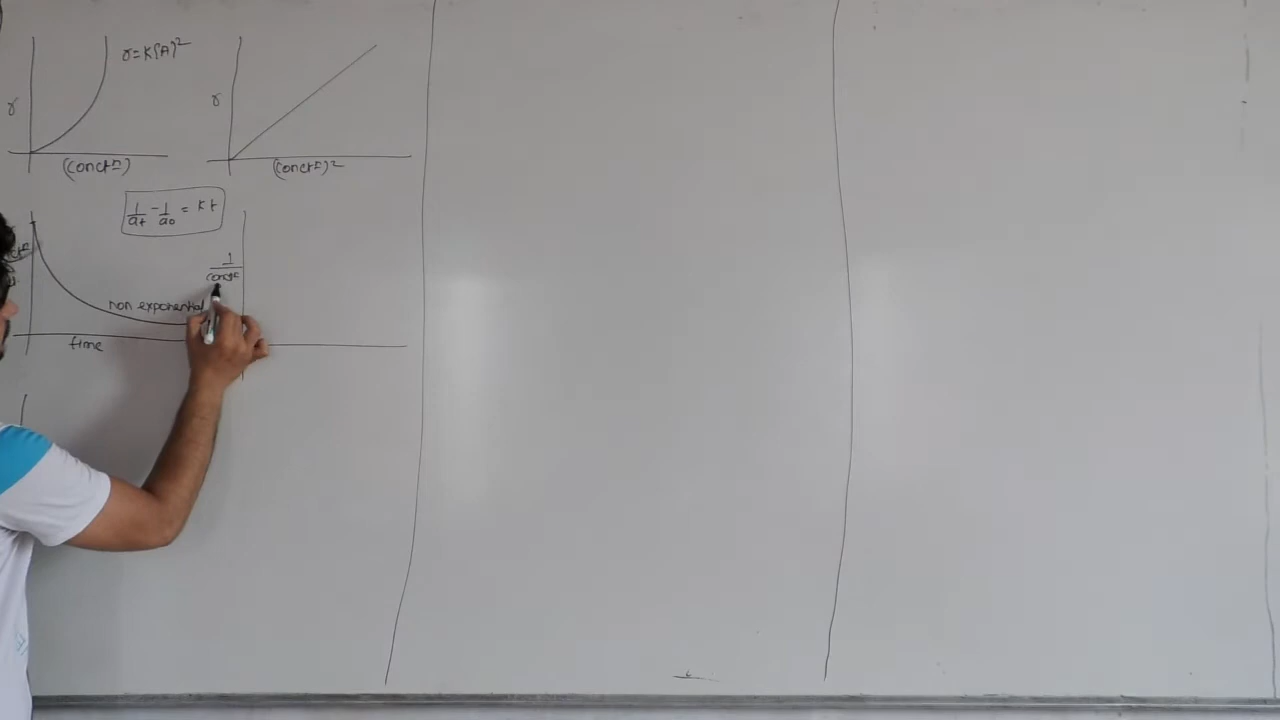 r = K[A]²
r
(Concⁿ)
r
(Concⁿ)²
1/at - 1/a0 = Kt
1/Concⁿ
non exponential
time